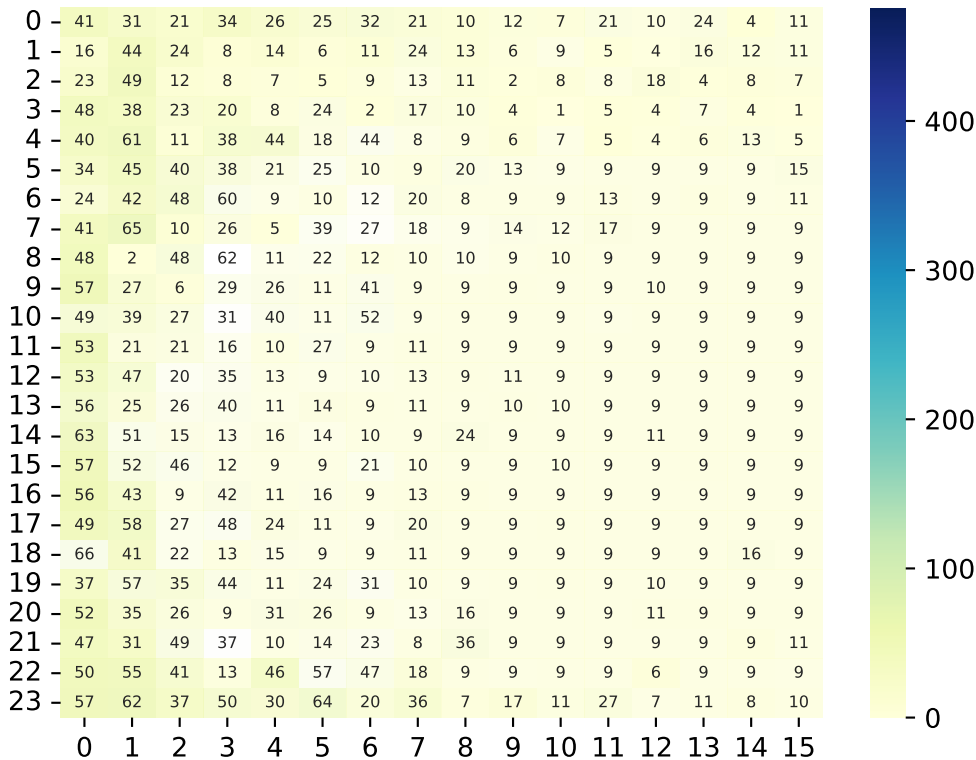 0 41 31 21 34 26 25 32 21 10 12 7 21 10 24 4 11
1 16 44 24 8 14 6 11 24 13 6 9 5 4 16 12 11
2 23 49 12 8 7 5 9 13 11 2 8 8 18 4 8 7
3 48 38 23 20 8 24 2 17 10 4 1 5 4 7 4 1
4 40 61 11 38 44 18 44 8 9 6 7 5 4 6 13 5
5 34 45 40 38 21 25 10 9 20 13 9 9 9 9 9 15
6 24 42 48 60 9 10 12 20 8 9 9 13 9 9 9 11
7 41 65 10 26 5 39 27 18 9 14 12 17 9 9 9 9
8 48 2 48 62 11 22 12 10 10 9 10 9 9 9 9 9
9 57 27 6 29 26 11 41 9 9 9 9 9 10 9 9 9
10 49 39 27 31 40 11 52 9 9 9 9 9 9 9 9 9
11 53 21 21 16 10 27 9 11 9 9 9 9 9 9 9 9
12 53 47 20 35 13 9 10 13 9 11 9 9 9 9 9 9
13 56 25 26 40 11 14 9 11 9 10 10 9 9 9 9 9
14 63 51 15 13 16 14 10 9 24 9 9 9 11 9 9 9
15 57 52 46 12 9 9 21 10 9 9 10 9 9 9 9 9
16 56 43 9 42 11 16 9 13 9 9 9 9 9 9 9 9
17 49 58 27 48 24 11 9 20 9 9 9 9 9 9 9 9
18 66 41 22 13 15 9 9 11 9 9 9 9 9 9 16 9
19 37 57 35 44 11 24 31 10 9 9 9 9 10 9 9 9
20 52 35 26 9 31 26 9 13 16 9 9 9 11 9 9 9
21 47 31 49 37 10 14 23 8 36 9 9 9 9 9 9 11
22 50 55 41 13 46 57 47 18 9 9 9 9 6 9 9 9
23 57 62 37 50 30 64 20 36 7 17 11 27 7 11 8 10
0 1 2 3 4 5 6 7 8 9 10 11 12 13 14 15
400
300
200
100
0